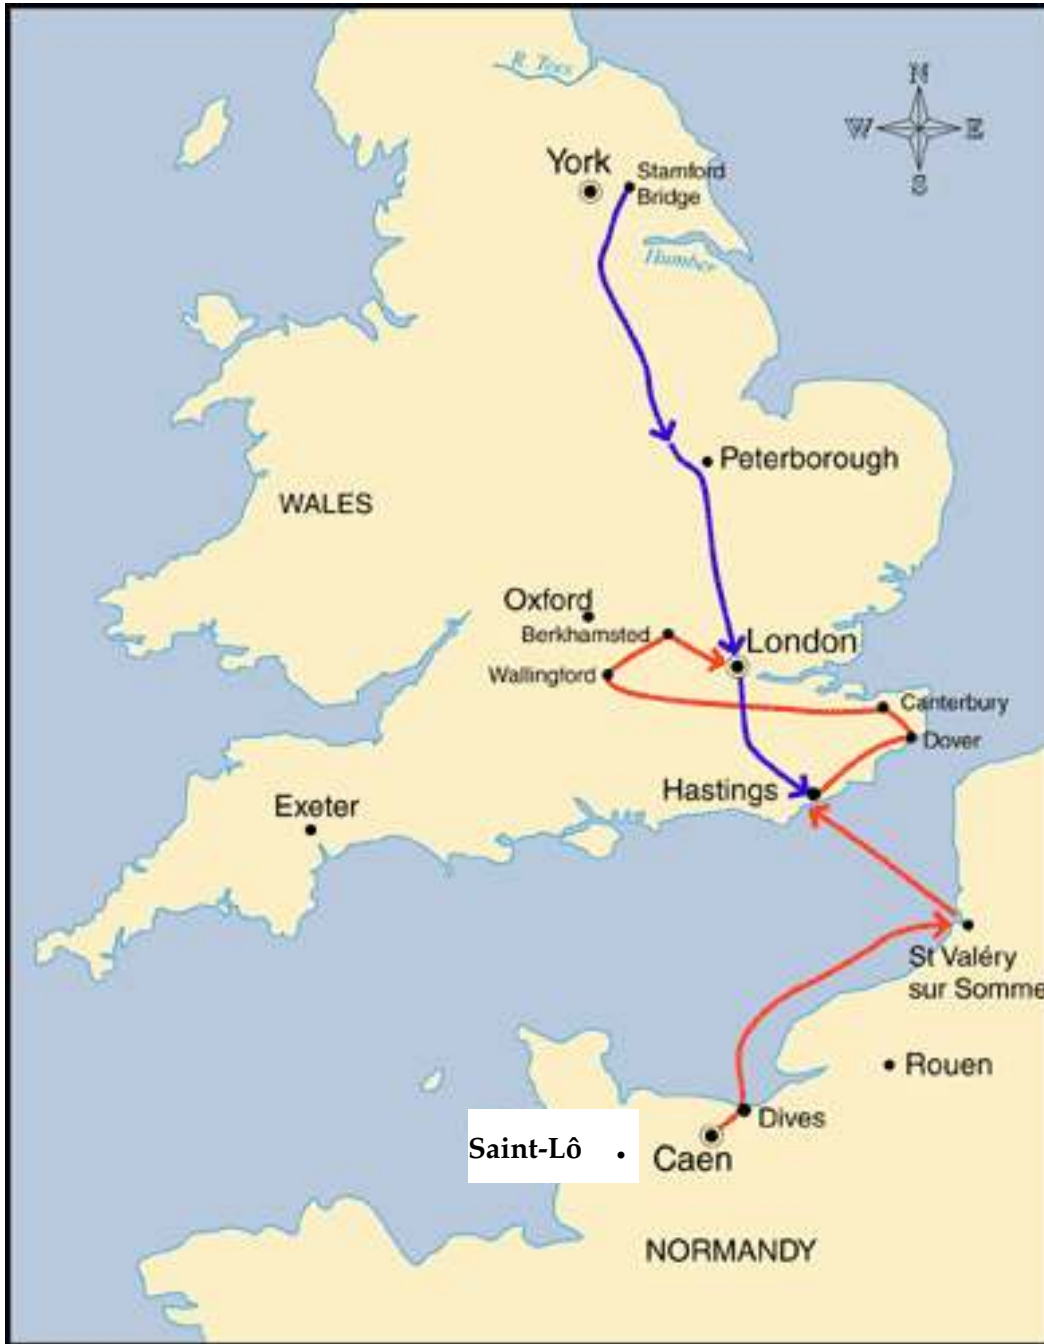 R. Tees
N
W E
S
York
Stamford
Bridge
Humber
Peterborough
WALES
Oxford
Berkhamsted
London
Wallingford
Canterbury
Dover
Hastings
Exeter
St Valéry
sur Somme
Rouen
Dives
Saint-Lô
Caen
NORMANDY